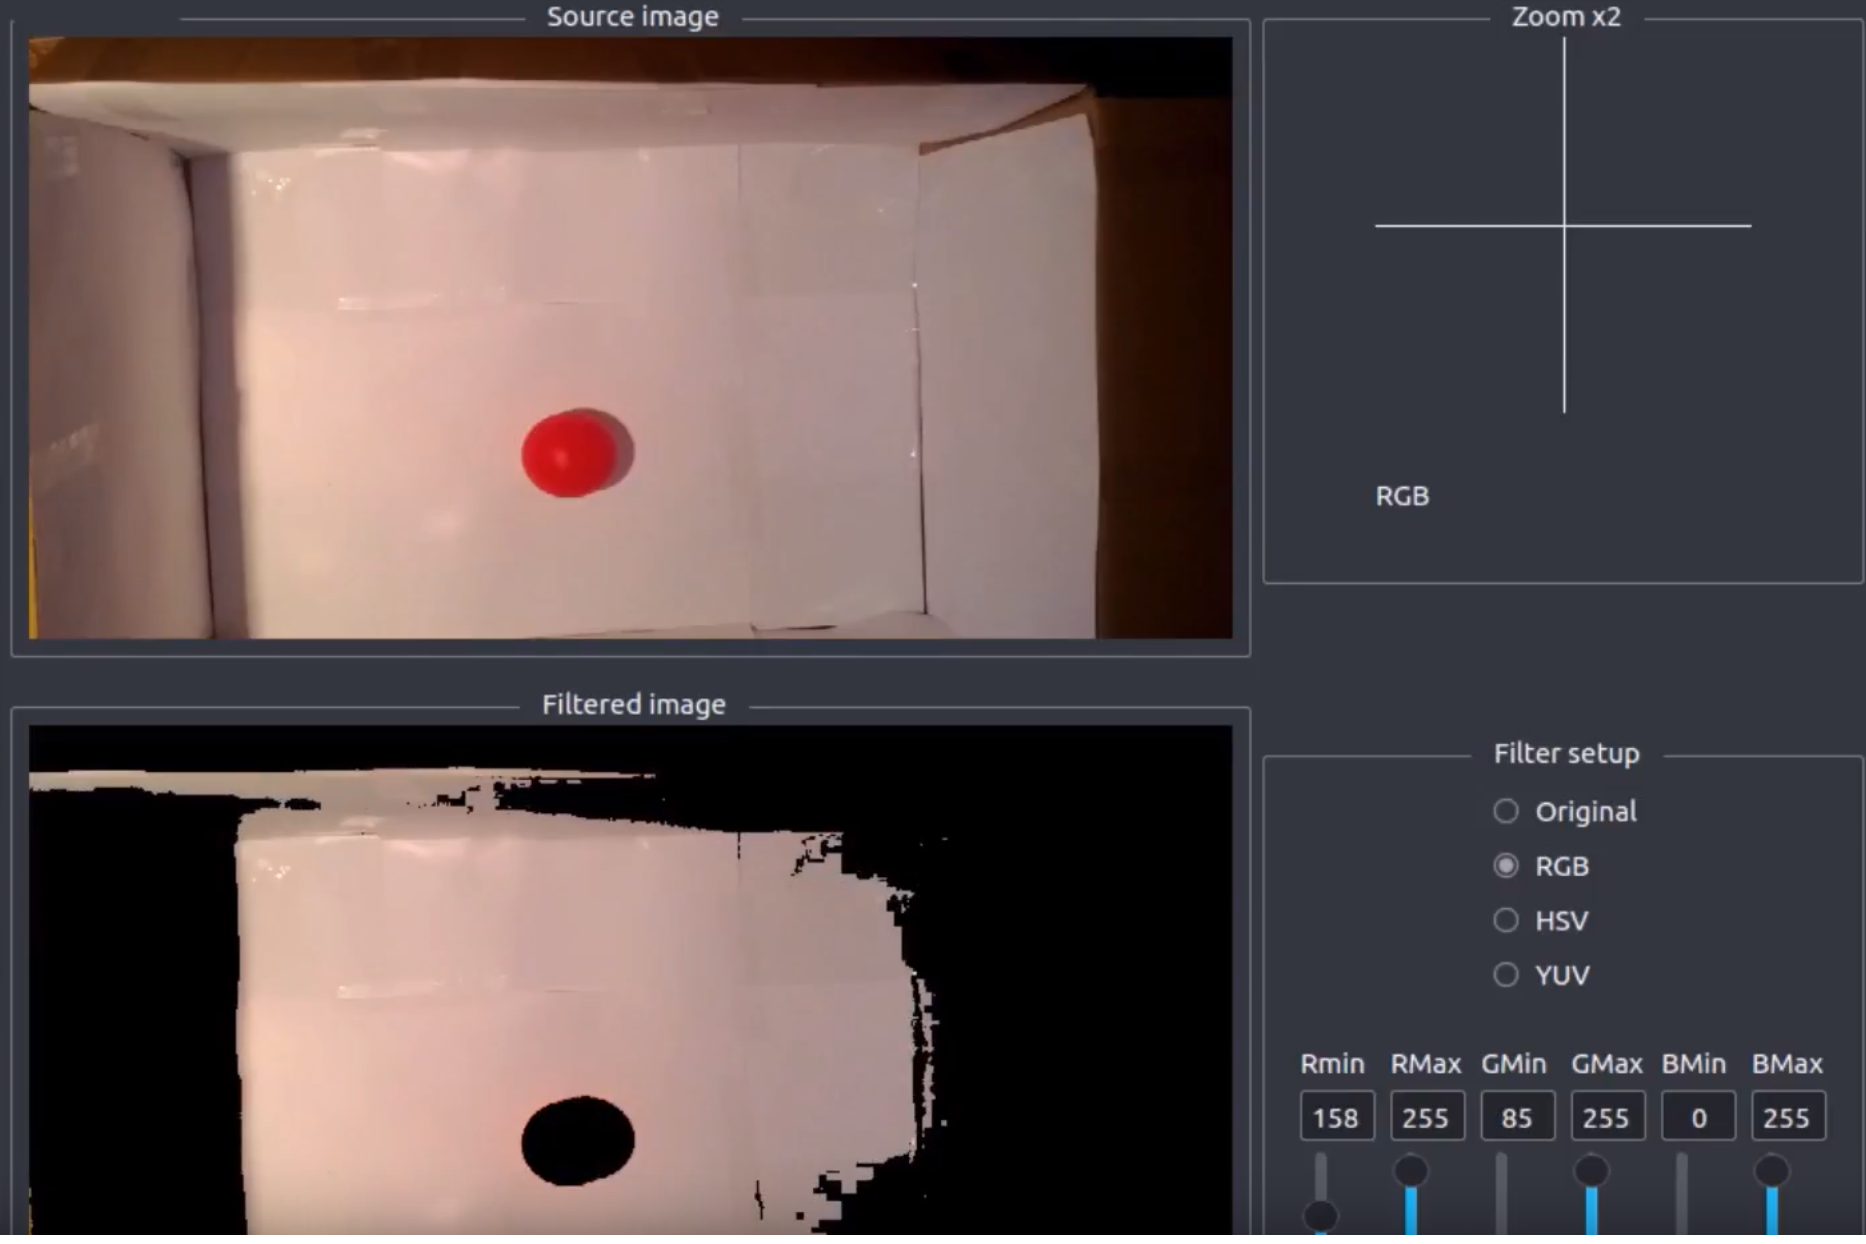 Source image
Zoom x2
RGB
Filtered image
Filter setup
Original
RGB
HSV
YUV
Rmin RMax GMin GMax BMin BMax
158 255 85 255 0 255